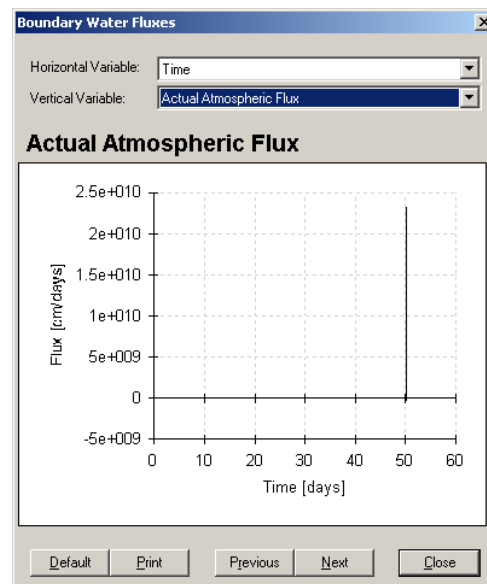 Boundary Water Fluxes
Horizontal Variable: Time
Vertical Variable: Actual Atmospheric Flux
Actual Atmospheric Flux
2.5e+010
2e+010
1.5e+010
1e+010
5e+009
0
-5e+009
Flux [cm/days]
0 10 20 30 40 50 60
Time [days]
Default Print Previous Next Close